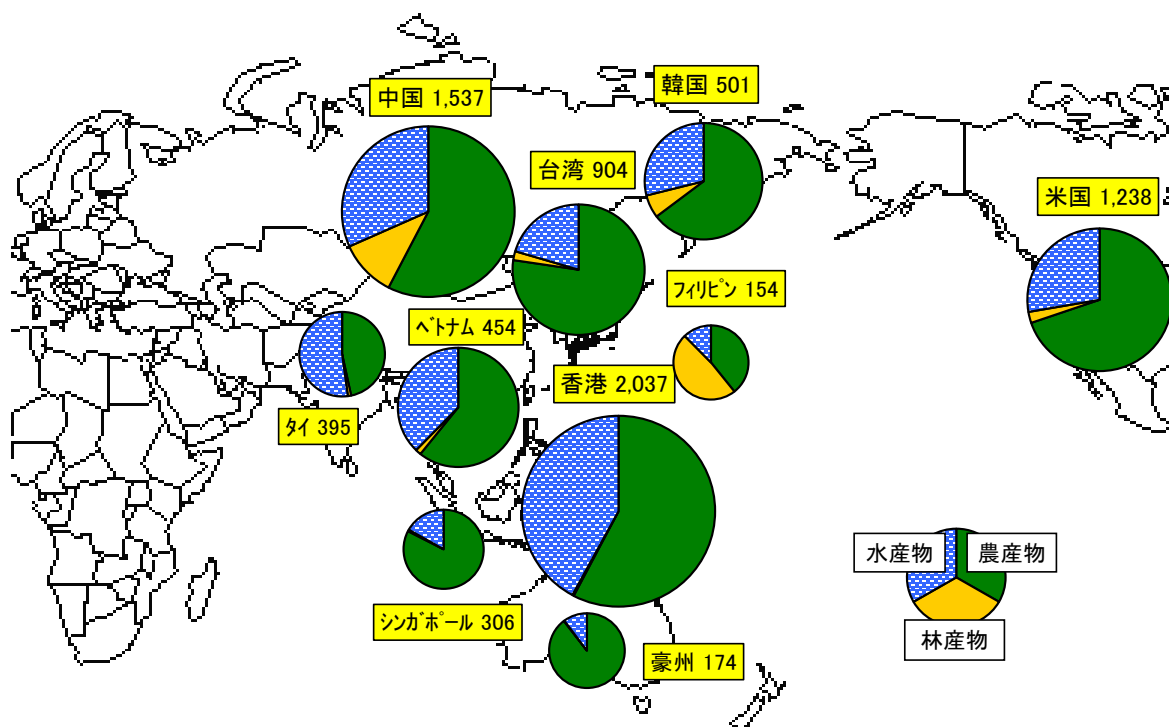 中国 1,537
韓国 501
台湾 904
米国 1,238
フィリピン 154
ベトナム 454
香港 2,037
タイ 395
水産物
農産物
林産物
シンガポール 306
豪州 174